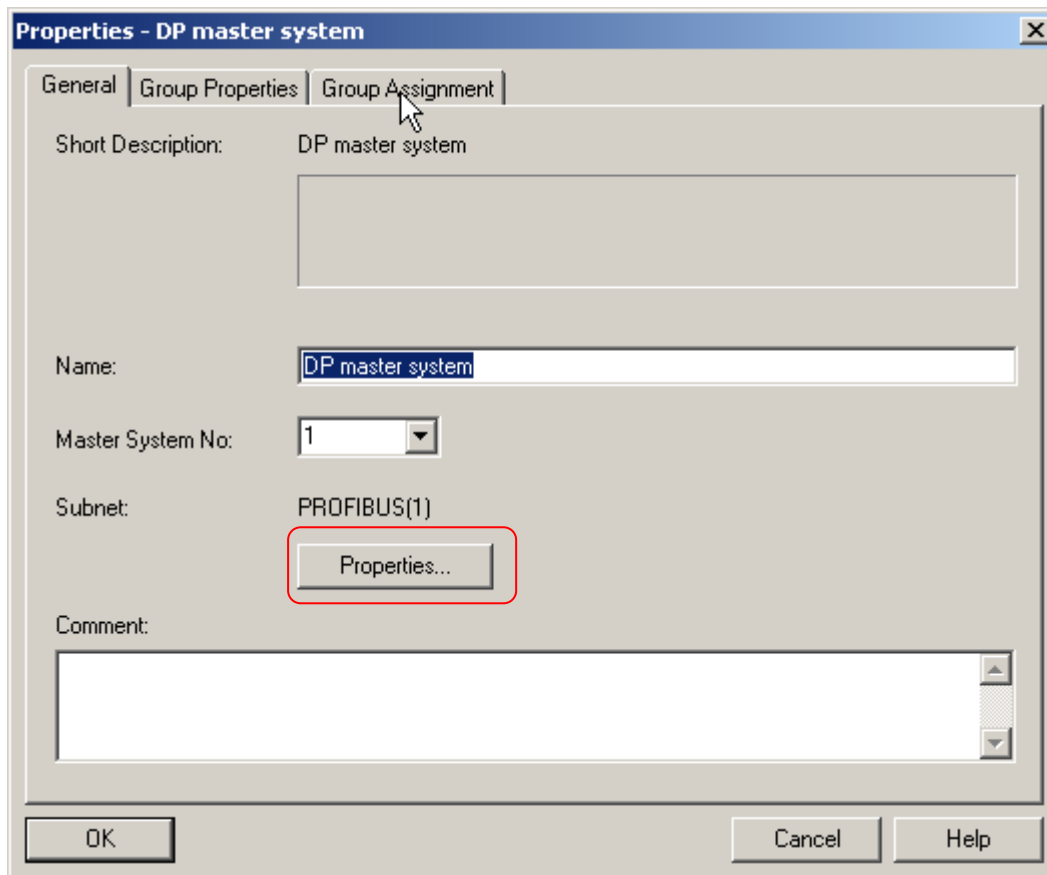 Properties - DP master system
General Group Properties Group Assignment
Short Description: DP master system
Name: DP master system
Master System No: 1
Subnet: PROFIBUS(1)
Properties...
Comment:
OK Cancel Help